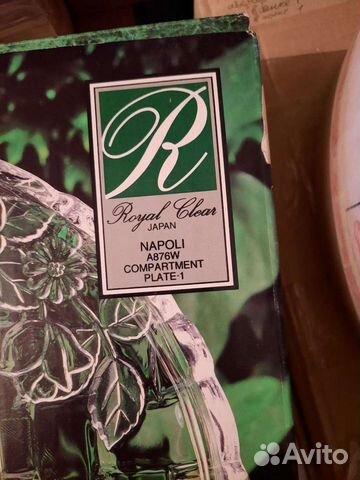 R
Royal Clear
JAPAN
NAPOLI
A876W
COMPARTMENT
PLATE-1
Avito